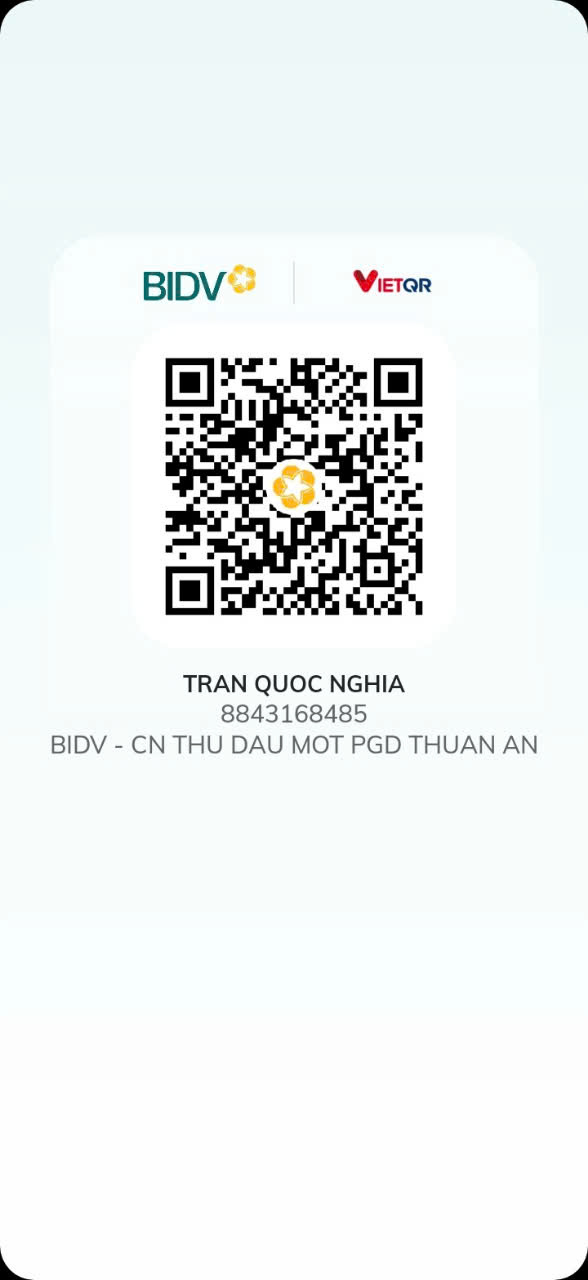 BIDV
VIETQR
TRAN QUOC NGHIA
8843168485
BIDV - CN THU DAU MOT PGD THUAN AN